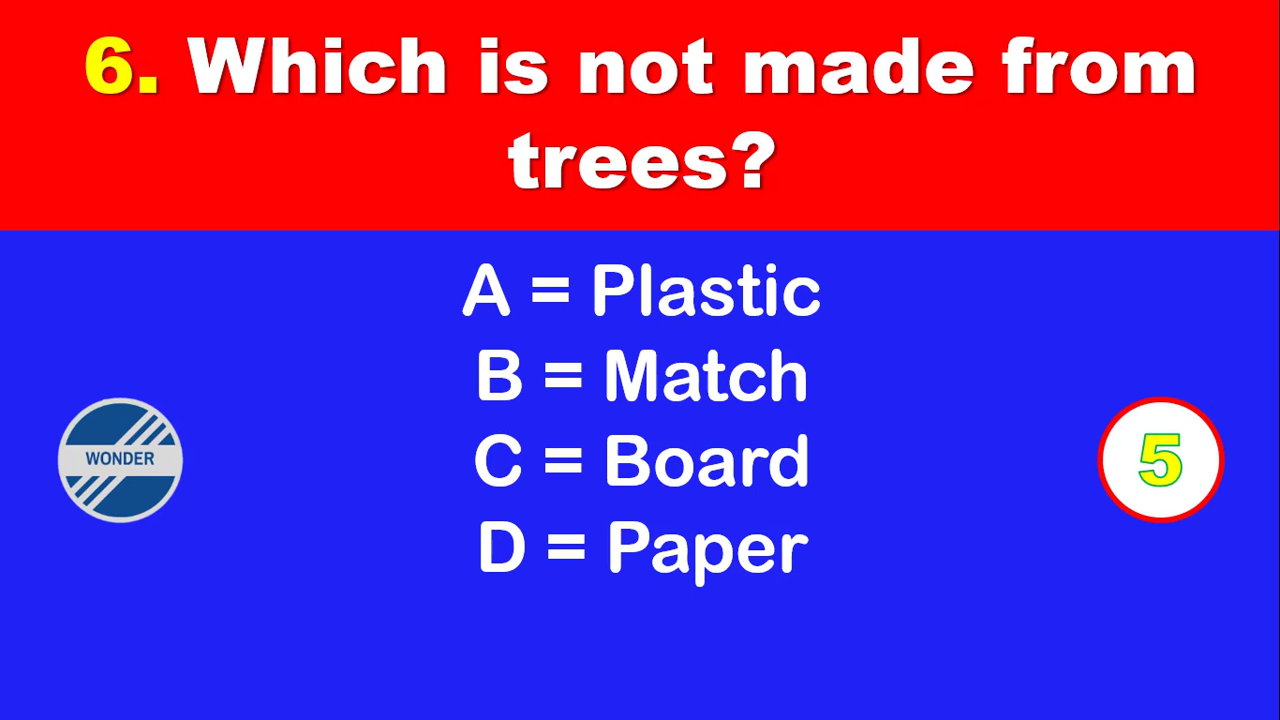 6. Which is not made from
trees?
A = Plastic
B = Match
C = Board
D = Paper
WONDER
5